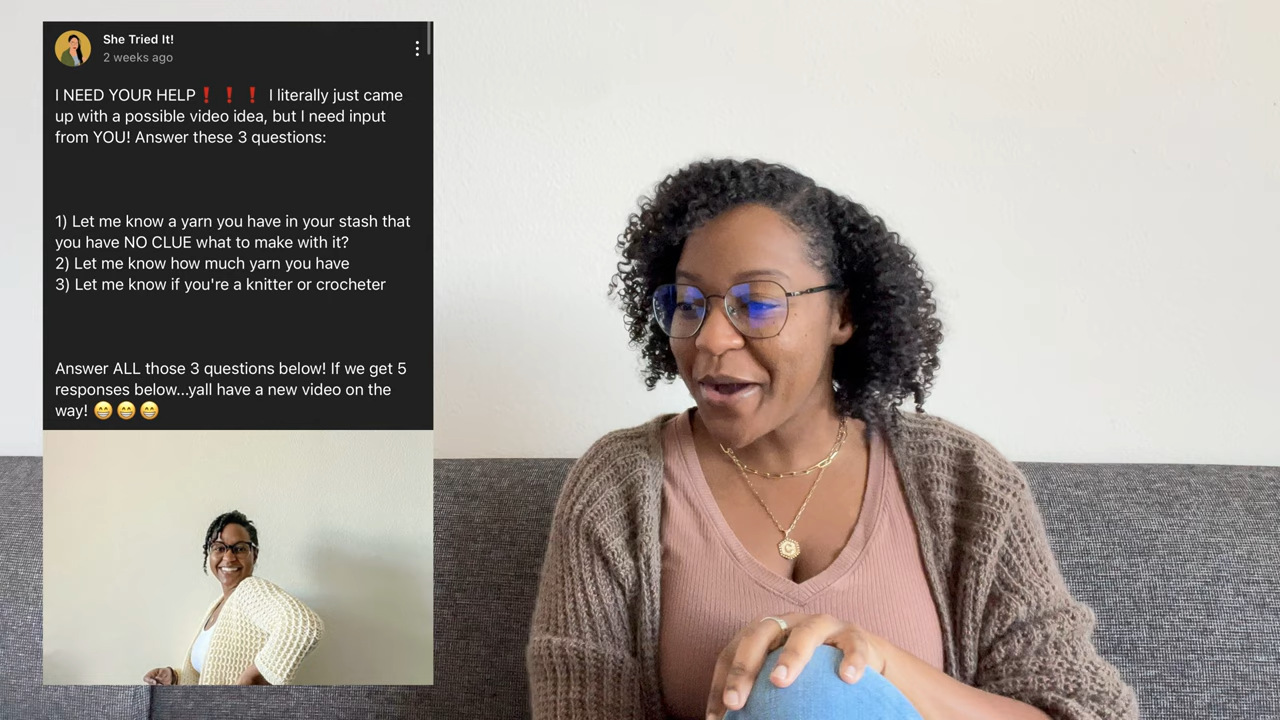 She Tried It!
2 weeks ago
I NEED YOUR HELP❗❗❗ I literally just came
up with a possible video idea, but I need input
from YOU! Answer these 3 questions:
1) Let me know a yarn you have in your stash that
you have NO CLUE what to make with it?
2) Let me know how much yarn you have
3) Let me know if you're a knitter or crocheter
Answer ALL those 3 questions below! If we get 5
responses below...yall have a new video on the
way! 😁😁😁